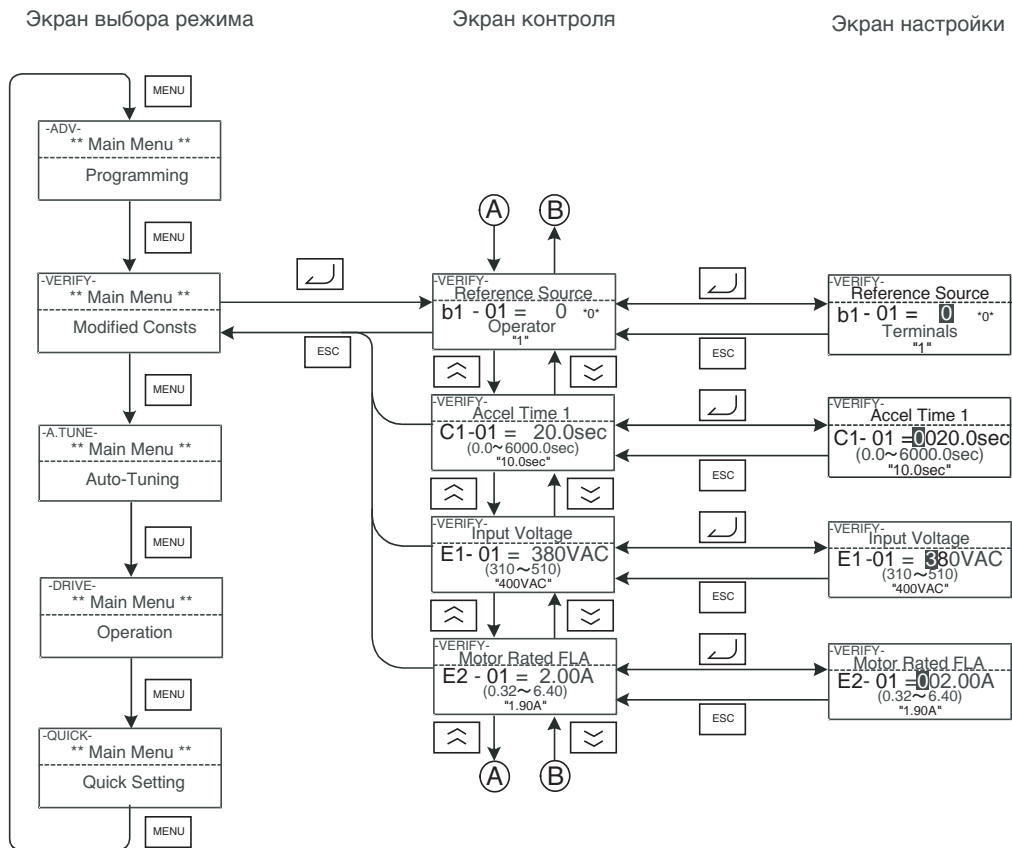 Экран выбора режима
Экран контроля
Экран настройки
MENU
-ADV-
** Main Menu **
Programming
MENU
-VERIFY-
** Main Menu **
Modified Consts
MENU
-A.TUNE-
** Main Menu **
Auto-Tuning
MENU
-DRIVE-
** Main Menu **
Operation
MENU
-QUICK-
** Main Menu **
Quick Setting
MENU
ESC
A
B
-VERIFY-
Reference Source
b1 - 01 = 0 *0*
Operator
"1"
-VERIFY-
Accel Time 1
C1-01 = 20.0sec
(0.0~6000.0sec)
"10.0sec"
-VERIFY-
Input Voltage
E1- 01 = 380VAC
(310~510)
"400VAC"
-VERIFY-
Motor Rated FLA
E2 - 01 = 2.00A
(0.32~6.40)
"1.90A"
A
B
ESC
ESC
ESC
ESC
-VERIFY-
Reference Source
b1 - 01 = 0 *0*
Terminals
"1"
-VERIFY-
Accel Time 1
C1- 01 =0020.0sec
(0.0~6000.0sec)
"10.0sec"
-VERIFY-
Input Voltage
E1 -01 = 380VAC
(310~510)
"400VAC"
-VERIFY-
Motor Rated FLA
E2- 01 =002.00A
(0.32~6.40)
"1.90A"